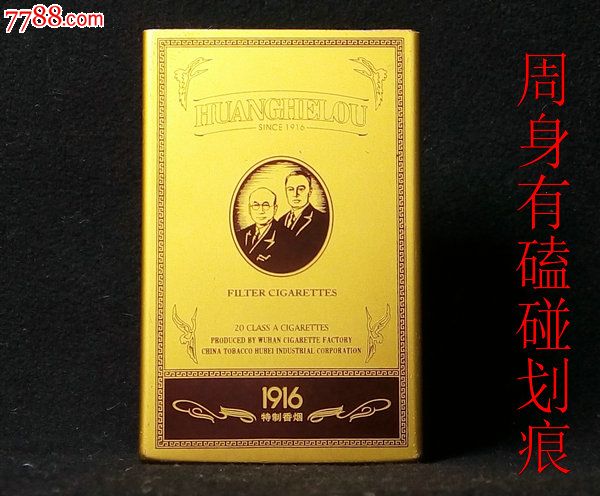 7788.com
HUANGHELOU
SINCE 1916
FILTER CIGARETTES
20 CLASS A CIGARETTES
PRODUCED BY WUHAN CIGARETTE FACTORY
CHINA TOBACCO HUBEI INDUSTRIAL CORPORATION
1916
特制香烟
周身有磕碰划痕